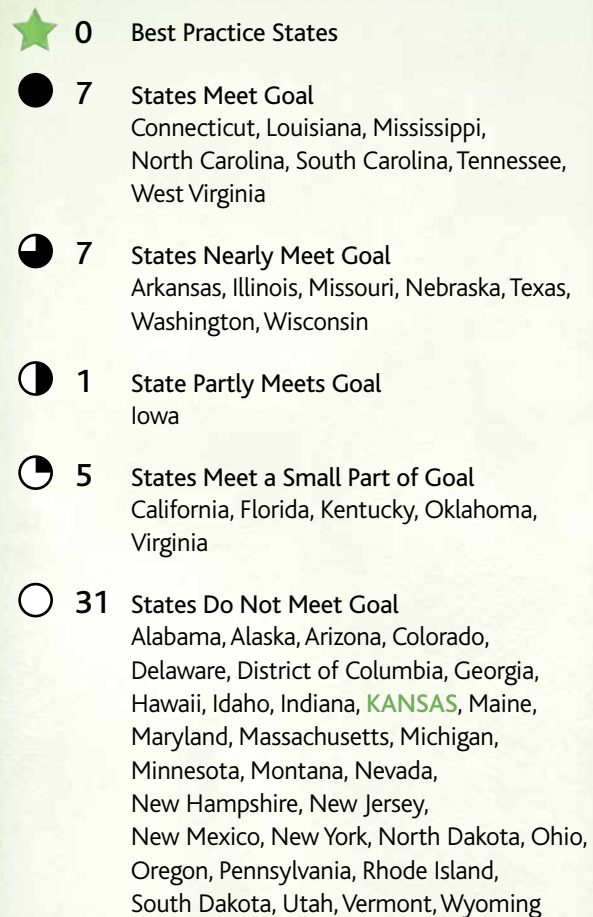 0 Best Practice States
7 States Meet Goal
Connecticut, Louisiana, Mississippi,
North Carolina, South Carolina, Tennessee,
West Virginia
7 States Nearly Meet Goal
Arkansas, Illinois, Missouri, Nebraska, Texas,
Washington, Wisconsin
1 State Partly Meets Goal
Iowa
5 States Meet a Small Part of Goal
California, Florida, Kentucky, Oklahoma,
Virginia
31 States Do Not Meet Goal
Alabama, Alaska, Arizona, Colorado,
Delaware, District of Columbia, Georgia,
Hawaii, Idaho, Indiana, KANSAS, Maine,
Maryland, Massachusetts, Michigan,
Minnesota, Montana, Nevada,
New Hampshire, New Jersey,
New Mexico, New York, North Dakota, Ohio,
Oregon, Pennsylvania, Rhode Island,
South Dakota, Utah, Vermont, Wyoming